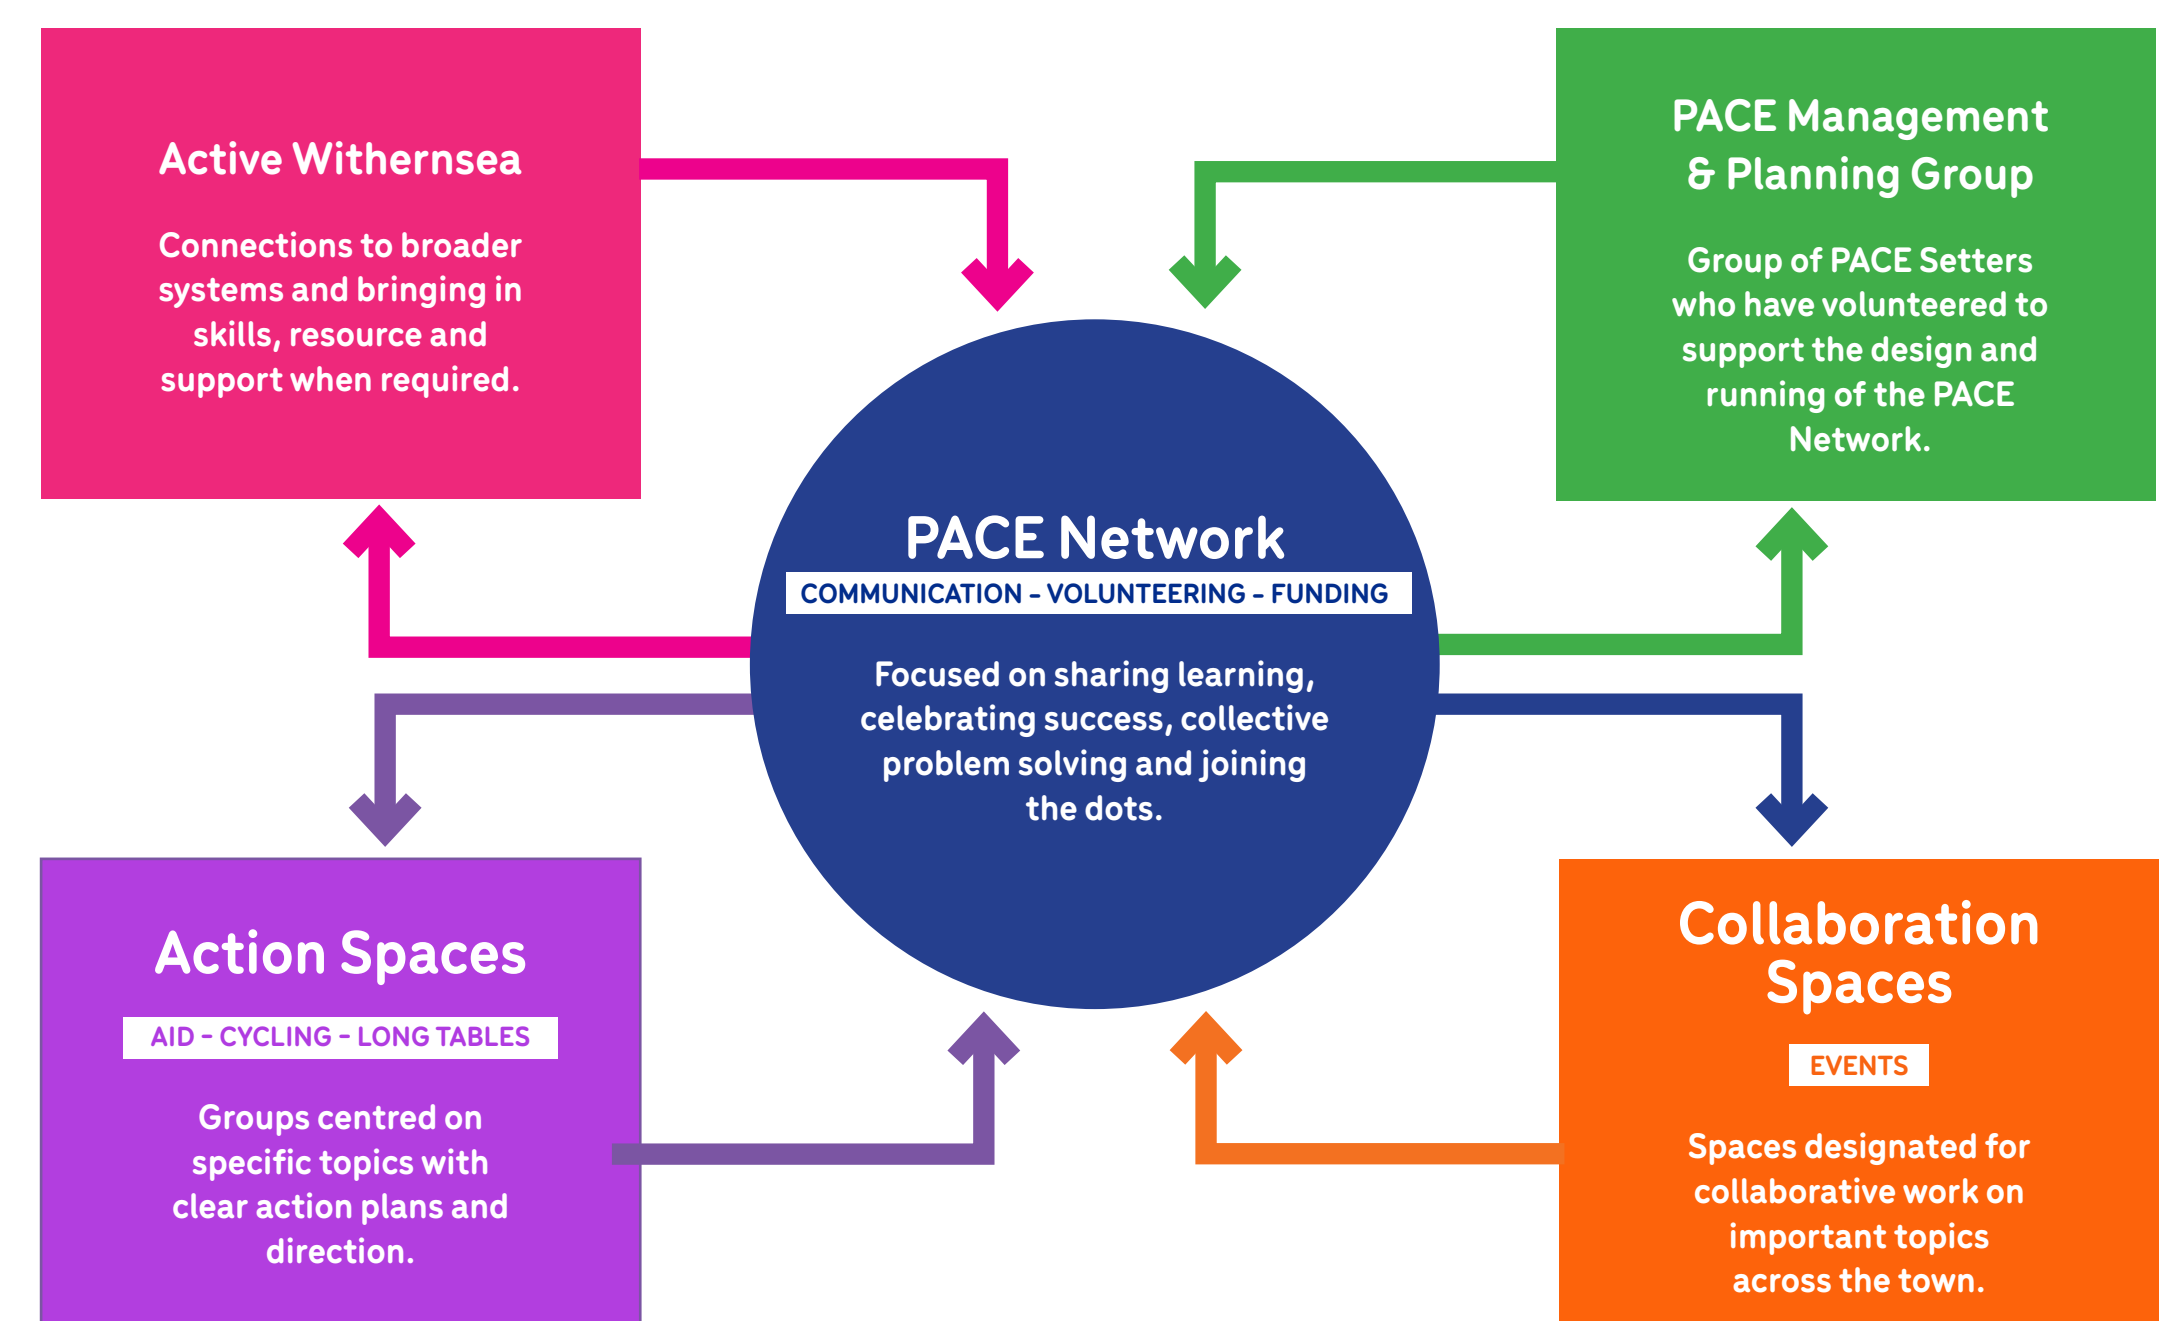 Active Withernsea
Connections to broader
systems and bringing in
skills, resource and
support when required.
PACE Management
& Planning Group
Group of PACE Setters
who have volunteered to
support the design and
running of the PACE
Network.
PACE Network
COMMUNICATION - VOLUNTEERING - FUNDING
Focused on sharing learning,
celebrating success, collective
problem solving and joining
the dots.
Action Spaces
AID - CYCLING - LONG TABLES
Groups centred on
specific topics with
clear action plans and
direction.
Collaboration
Spaces
EVENTS
Spaces designated for
collaborative work on
important topics
across the town.